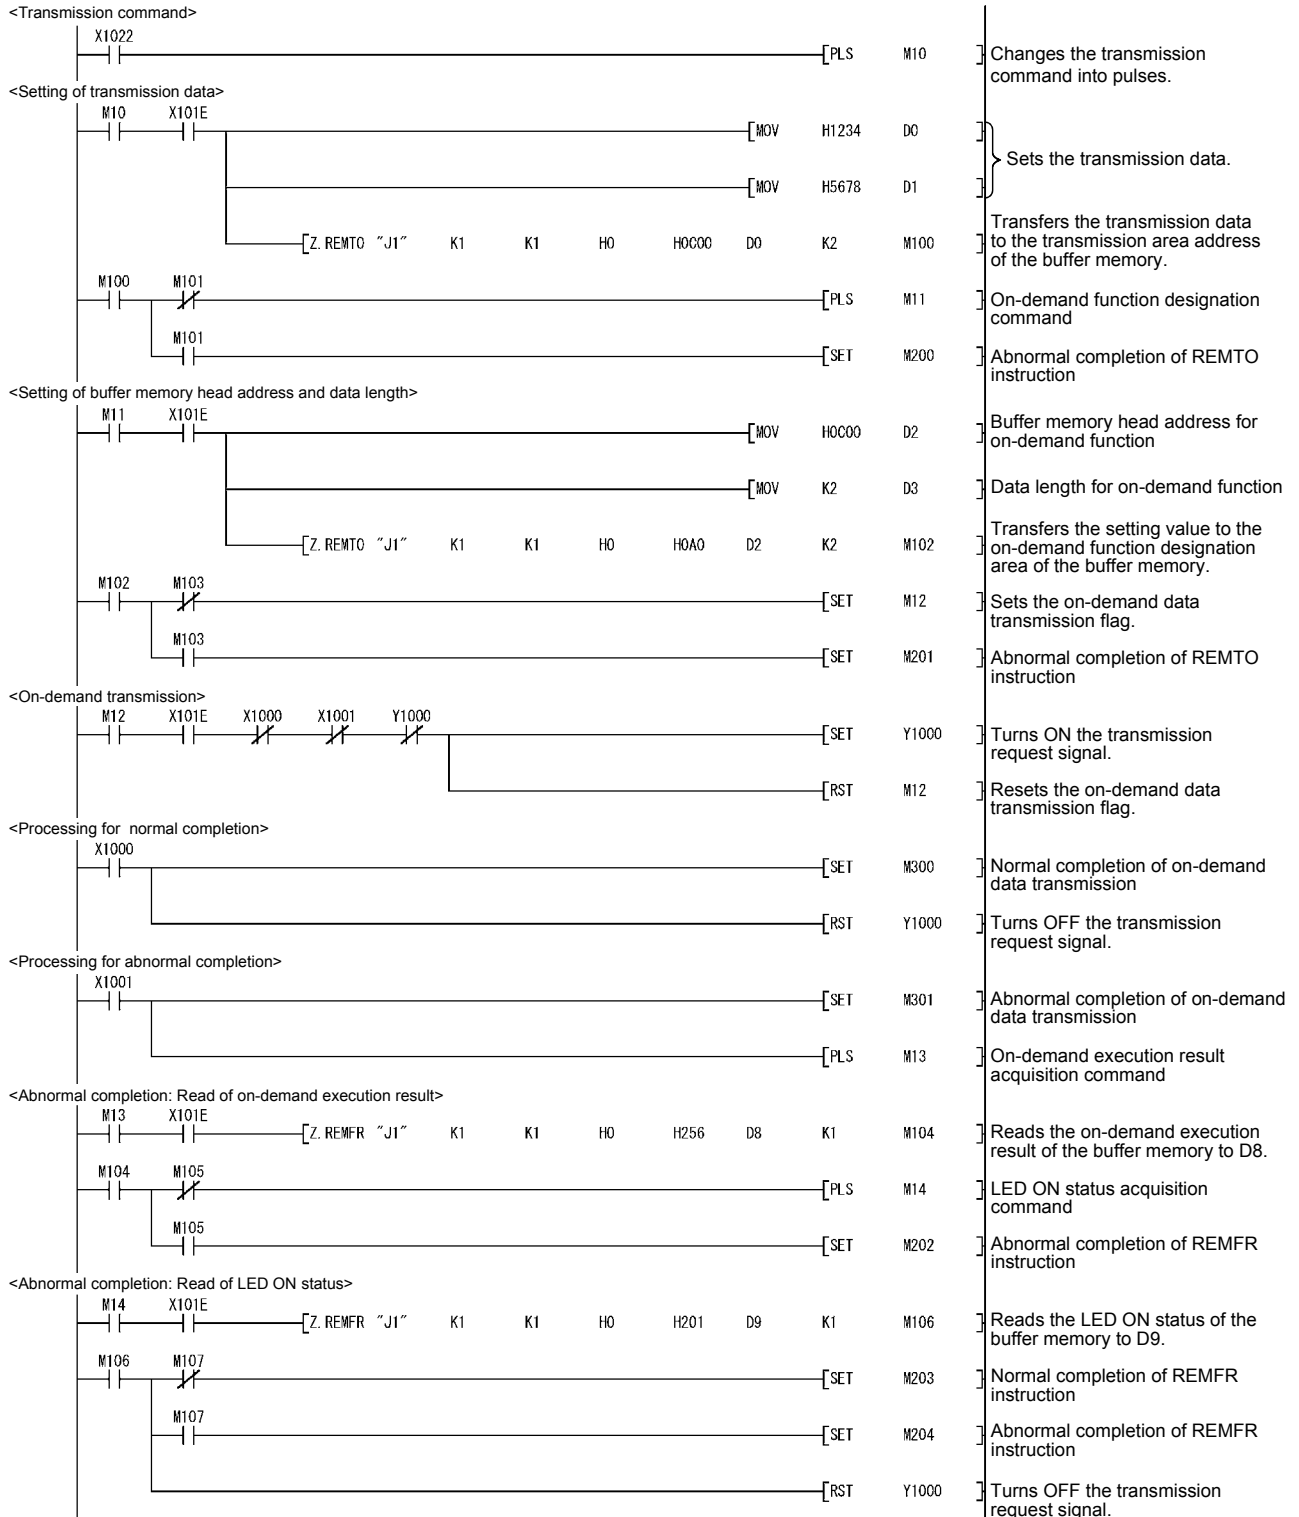 <Transmission command>
X1022
PLS M10
Changes the transmission
command into pulses.
<Setting of transmission data>
M10 X101E
MOV H1234 D0
Sets the transmission data.
MOV H5678 D1
Z.REMTO "J1" K1 K1 H0 H0C00 D0 K2 M100
Transfers the transmission data
to the transmission area address
of the buffer memory.
M100 M101
PLS M11
On-demand function designation
command
M101
SET M200
Abnormal completion of REMTO
instruction
<Setting of buffer memory head address and data length>
M11 X101E
MOV H0C00 D2
Buffer memory head address for
on-demand function
MOV K2 D3
Data length for on-demand function
Z.REMTO "J1" K1 K1 H0 H0A0 D2 K2 M102
Transfers the setting value to the
on-demand function designation
area of the buffer memory.
M102 M103
SET M12
Sets the on-demand data
transmission flag.
M103
SET M201
Abnormal completion of REMTO
instruction
<On-demand transmission>
M12 X101E X1000 X1001 Y1000
SET Y1000
Turns ON the transmission
request signal.
RST M12
Resets the on-demand data
transmission flag.
<Processing for normal completion>
X1000
SET M300
Normal completion of on-demand
data transmission
RST Y1000
Turns OFF the transmission
request signal.
<Processing for abnormal completion>
X1001
SET M301
Abnormal completion of on-demand
data transmission
PLS M13
On-demand execution result
acquisition command
<Abnormal completion: Read of on-demand execution result>
M13 X101E
Z.REMFR "J1" K1 K1 H0 H256 D8 K1 M104
Reads the on-demand execution
result of the buffer memory to D8.
M104 M105
PLS M14
LED ON status acquisition
command
M105
SET M202
Abnormal completion of REMFR
instruction
<Abnormal completion: Read of LED ON status>
M14 X101E
Z.REMFR "J1" K1 K1 H0 H201 D9 K1 M106
Reads the LED ON status of the
buffer memory to D9.
M106 M107
SET M203
Normal completion of REMFR
instruction
M107
SET M204
Abnormal completion of REMFR
instruction
RST Y1000
Turns OFF the transmission
request signal.